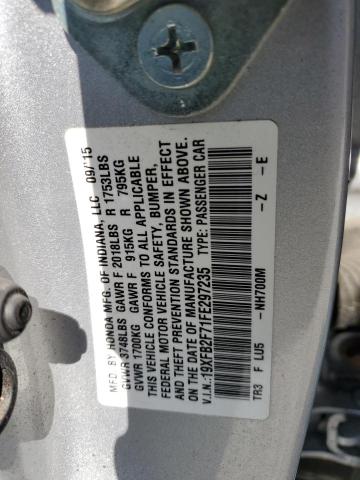 MFD. BY HONDA MFG. OF INDIANA, LLC 09/'15
GVWR 3748LBS GAWR F 2018LBS R 1753LBS
GVWR 1700KG GAWR F 915KG R 795KG
THIS VEHICLE CONFORMS TO ALL APPLICABLE
FEDERAL MOTOR VEHICLE SAFETY, BUMPER,
AND THEFT PREVENTION STANDARDS IN EFFECT
ON THE DATE OF MANUFACTURE SHOWN ABOVE.
V.I.N.:19XFB2F71FE297235 TYPE: PASSENGER CAR
TR3 F LU5 -NH700M -Z -E